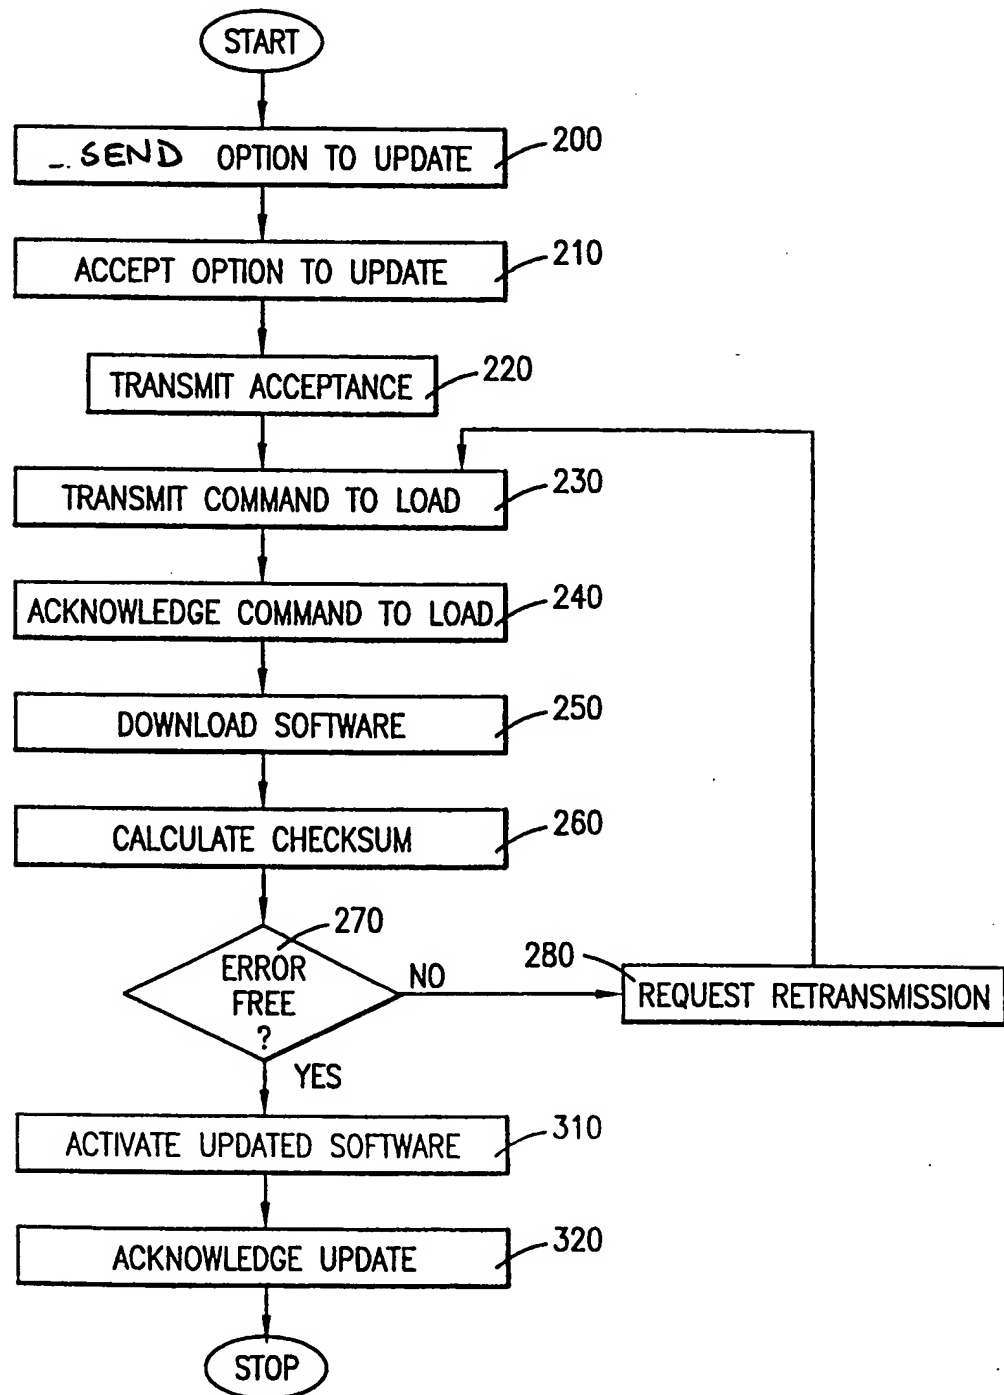 START
SEND OPTION TO UPDATE
200
ACCEPT OPTION TO UPDATE
210
TRANSMIT ACCEPTANCE
220
TRANSMIT COMMAND TO LOAD
230
ACKNOWLEDGE COMMAND TO LOAD
240
DOWNLOAD SOFTWARE
250
CALCULATE CHECKSUM
260
270
ERROR
FREE
?
NO
280
REQUEST RETRANSMISSION
YES
ACTIVATE UPDATED SOFTWARE
310
ACKNOWLEDGE UPDATE
320
STOP